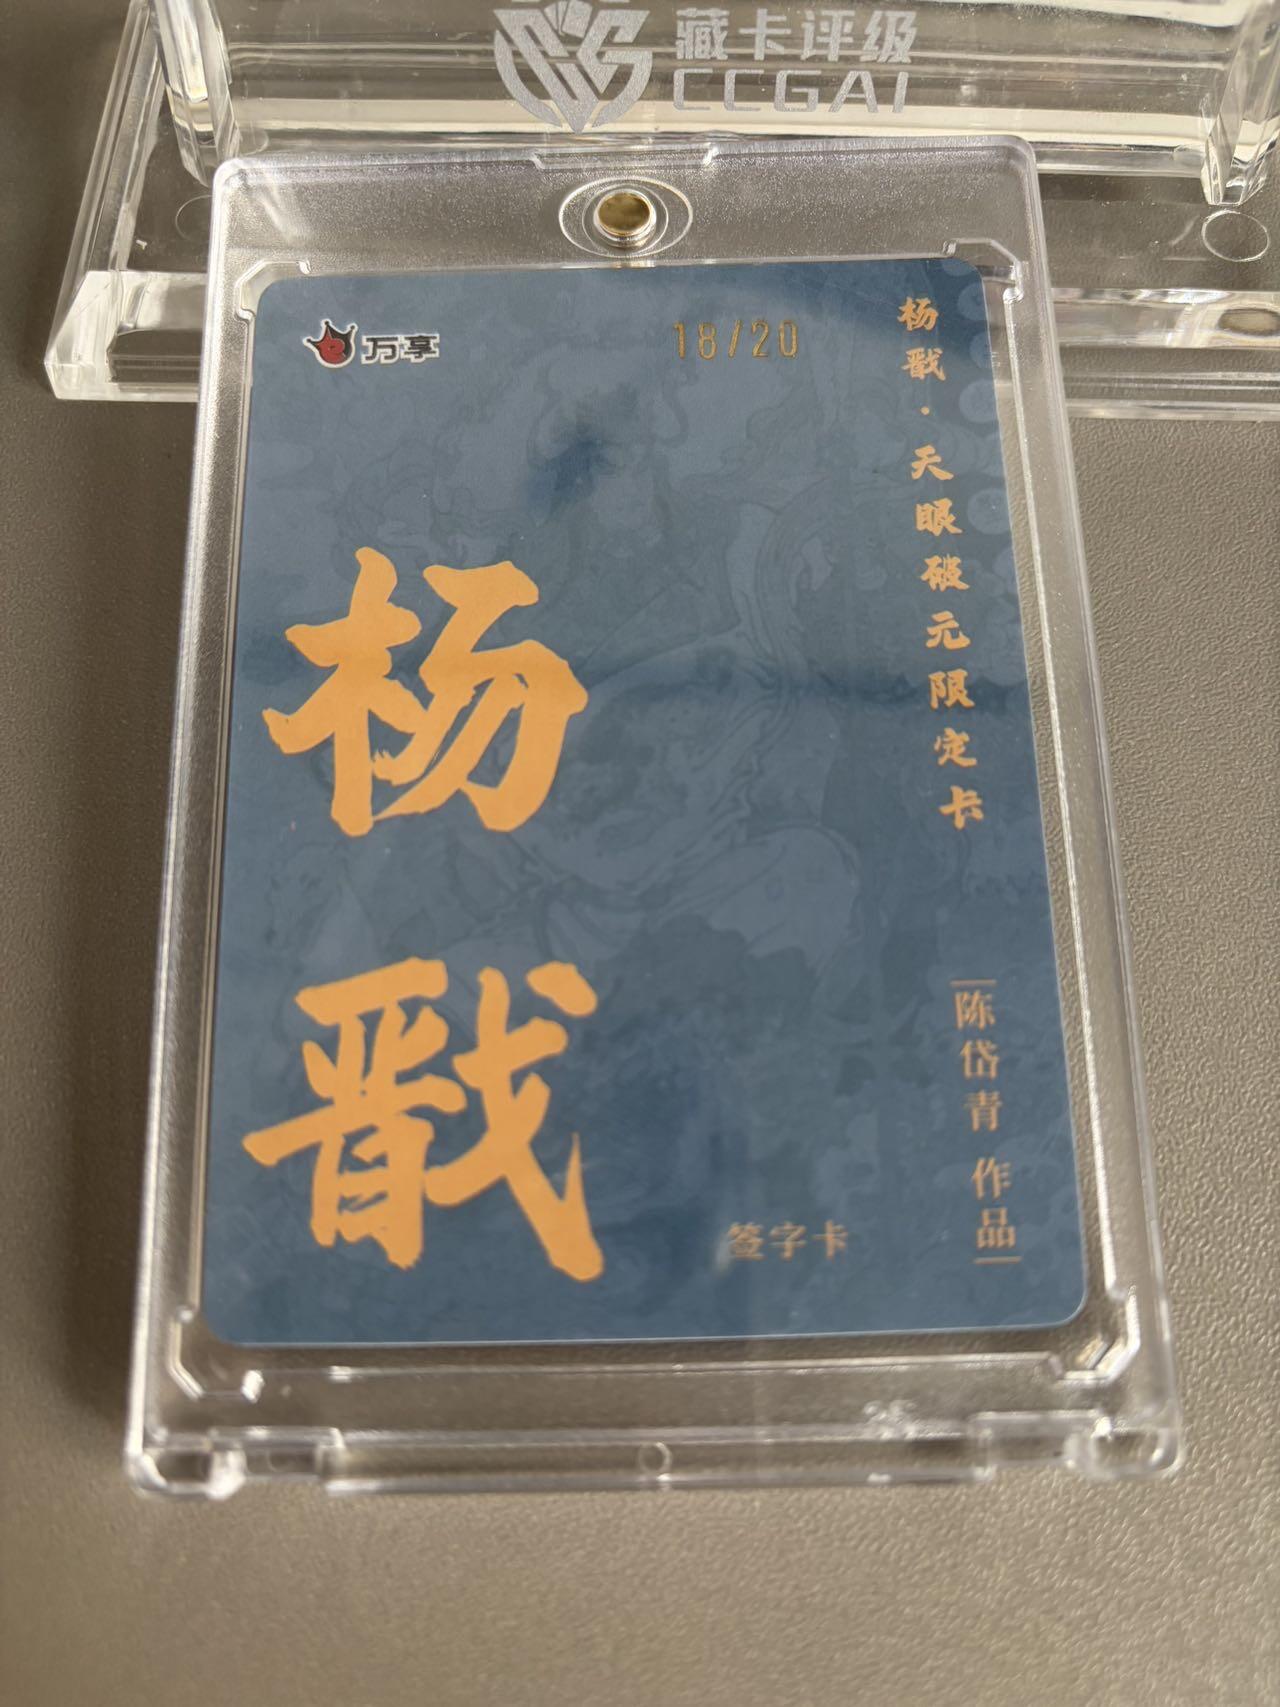 藏卡评级
CCGAI
万享
18/20
杨戬·天眼破元限定卡
杨戬
陈岱青 作品
签字卡